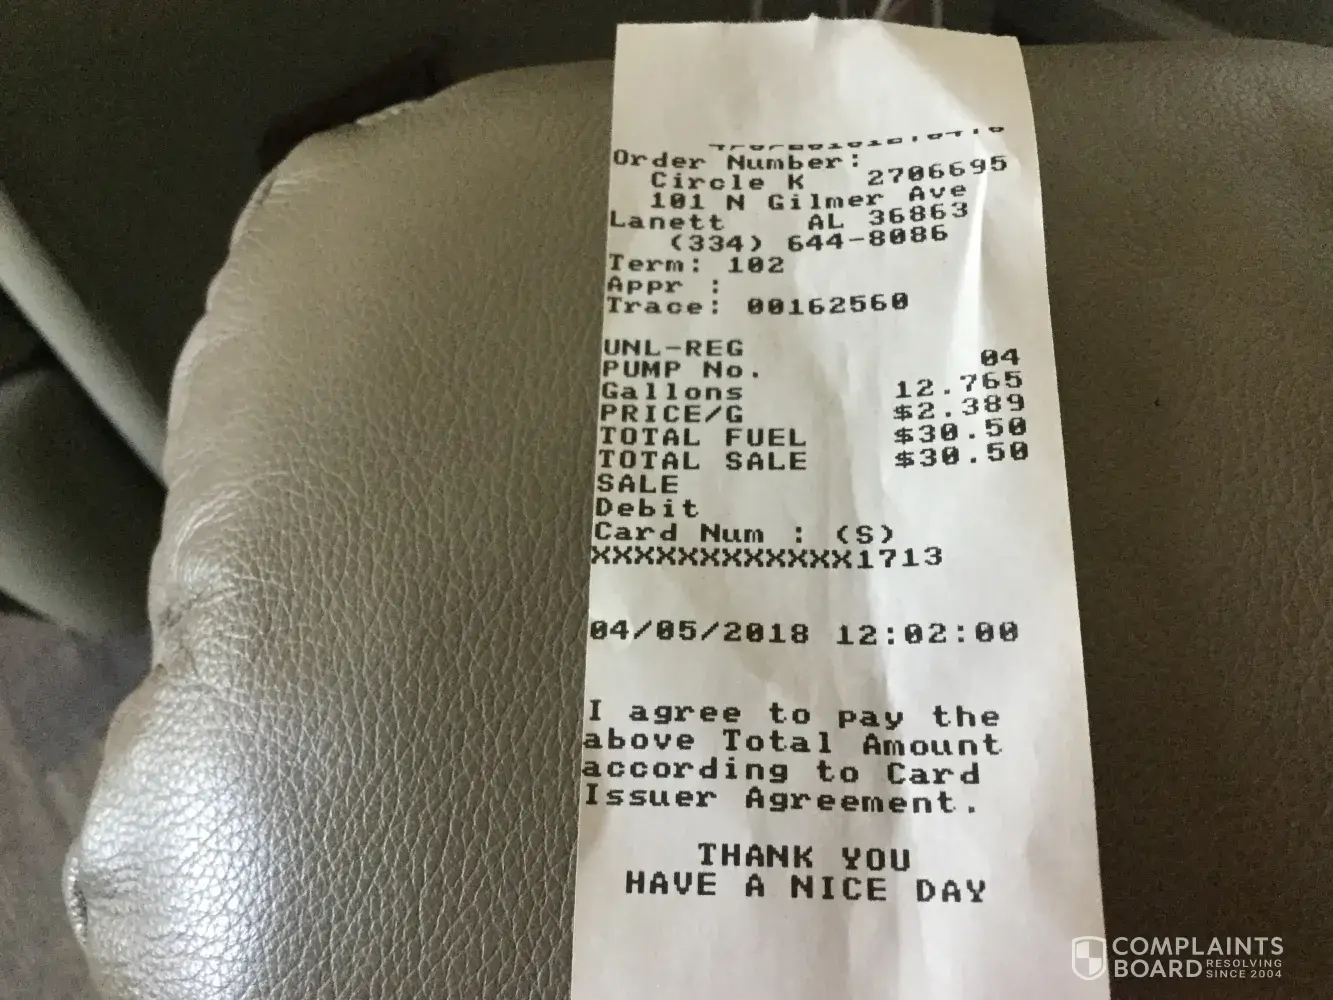 Order Number:
Circle K 2706695
101 N Gilmer Ave
Lanett AL 36863
(334) 644-8086
Term: 102
Appr :
Trace: 00162560
UNL-REG
PUMP No. 04
Gallons 12.765
PRICE/G $2.389
TOTAL FUEL $30.50
TOTAL SALE $30.50
SALE
Debit
Card Num : (S)
XXXXXXXXXXXX1713
04/05/2018 12:02:00
I agree to pay the
above Total Amount
according to Card
Issuer Agreement.
THANK YOU
HAVE A NICE DAY
COMPLAINTS
BOARD RESOLVING
SINCE 2004